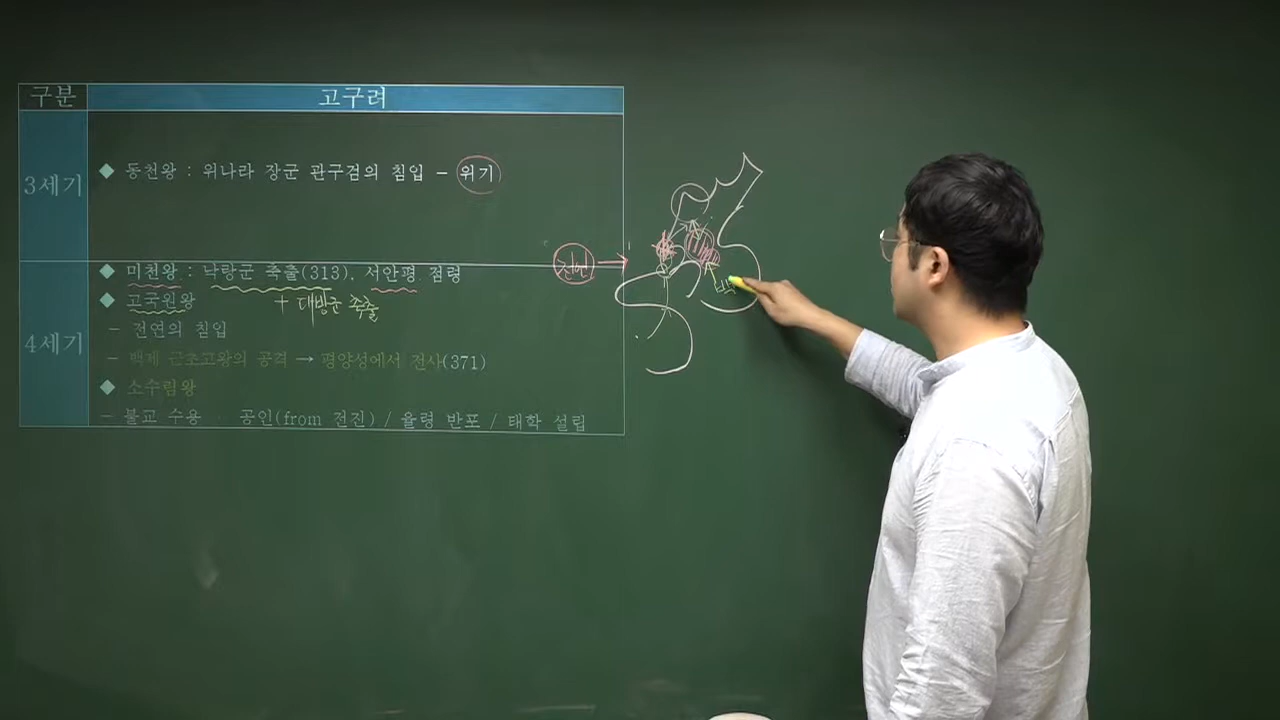 구분 고구려
3세기
◆ 동천왕 : 위나라 장군 관구검의 침입 - 위기
4세기
◆ 미천왕 : 낙랑군 축출(313), 서안평 점령
+ 대방군 축출
◆ 고국원왕
- 전연의 침입
- 백제 근초고왕의 공격 → 평양성에서 전사(371)
◆ 소수림왕
- 불교 수용 공인(from 전진) / 율령 반포 / 태학 설립